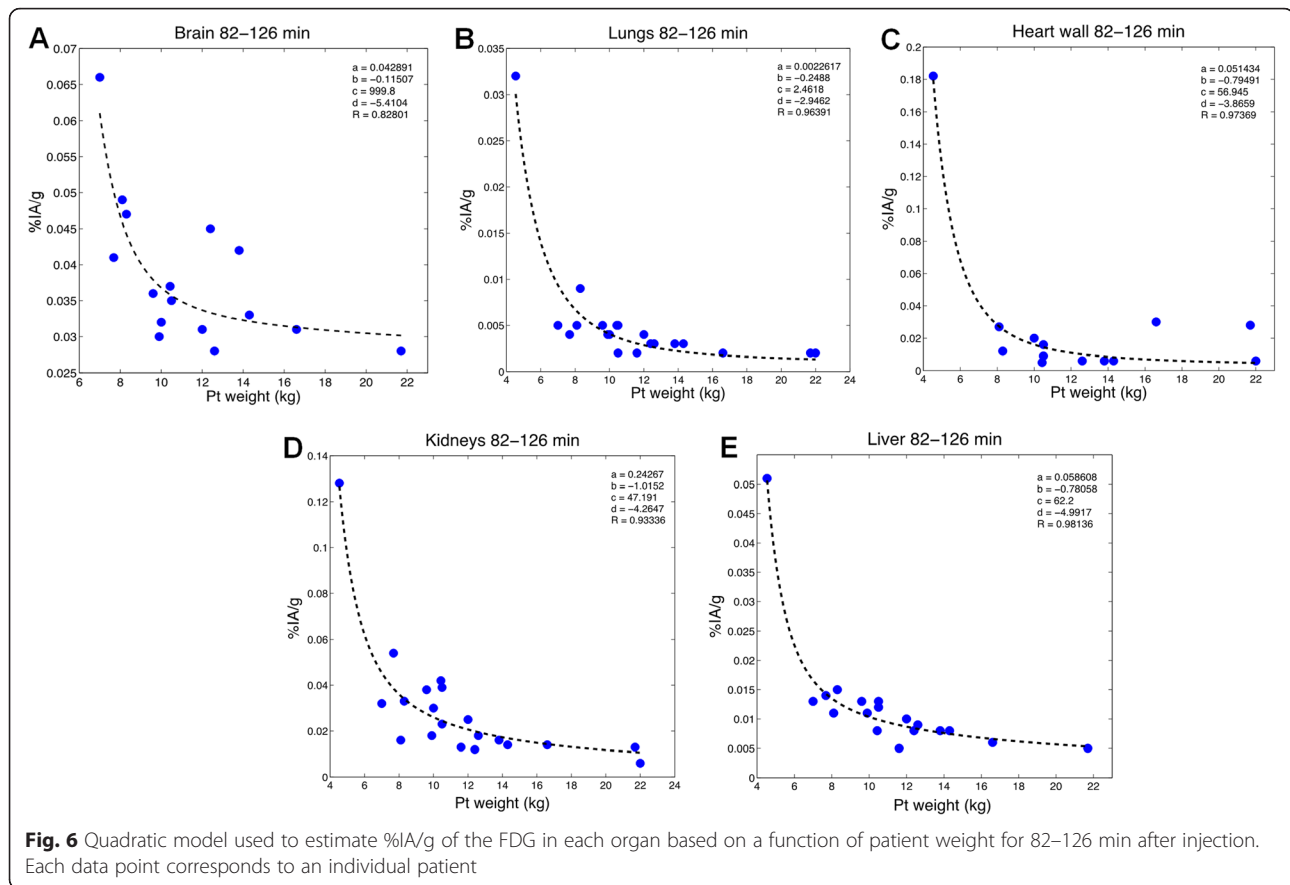 A
Brain 82–126 min
0.07
0.065
0.06
0.055
0.05
0.045
0.04
0.035
0.03
0.025
%IA/g
a = 0.042891
b = −0.11507
c = 999.8
d = −5.4104
R = 0.82801
6 8 10 12 14 16 18 20 22 24
Pt weight (kg)
B
Lungs 82–126 min
0.035
0.03
0.025
0.02
0.015
0.01
0.005
0
%IA/g
a = 0.0022617
b = −0.2488
c = 2.4618
d = −2.9462
R = 0.96391
4 6 8 10 12 14 16 18 20 22 24
Pt weight (kg)
C
Heart wall 82–126 min
0.2
0.18
0.16
0.14
0.12
0.1
0.08
0.06
0.04
0.02
0
%IA/g
a = 0.051434
b = −0.79491
c = 56.945
d = −3.8659
R = 0.97369
4 6 8 10 12 14 16 18 20 22
Pt weight (kg)
D
Kidneys 82–126 min
0.14
0.12
0.1
0.08
0.06
0.04
0.02
0
%IA/g
a = 0.24267
b = −1.0152
c = 47.191
d = −4.2647
R = 0.93336
4 6 8 10 12 14 16 18 20 22 24
Pt weight (kg)
E
Liver 82–126 min
0.05
0.045
0.04
0.035
0.03
0.025
0.02
0.015
0.01
0.005
0
%IA/g
a = 0.058608
b = −0.78058
c = 62.2
d = −4.9917
R = 0.98136
4 6 8 10 12 14 16 18 20 22
Pt weight (kg)
Fig. 6 Quadratic model used to estimate %IA/g of the FDG in each organ based on a function of patient weight for 82–126 min after injection.
Each data point corresponds to an individual patient